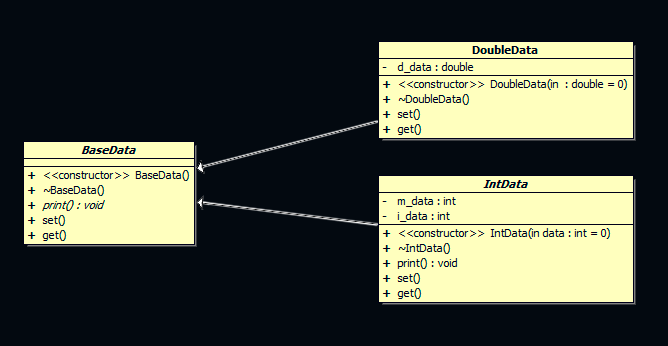 BaseData
+ <<constructor>> BaseData()
+ ~BaseData()
+ print() : void
+ set()
+ get()
DoubleData
- d_data : double
+ <<constructor>> DoubleData(in  : double = 0)
+ ~DoubleData()
+ set()
+ get()
IntData
- m_data : int
- i_data : int
+ <<constructor>> IntData(in data : int = 0)
+ ~IntData()
+ print() : void
+ set()
+ get()